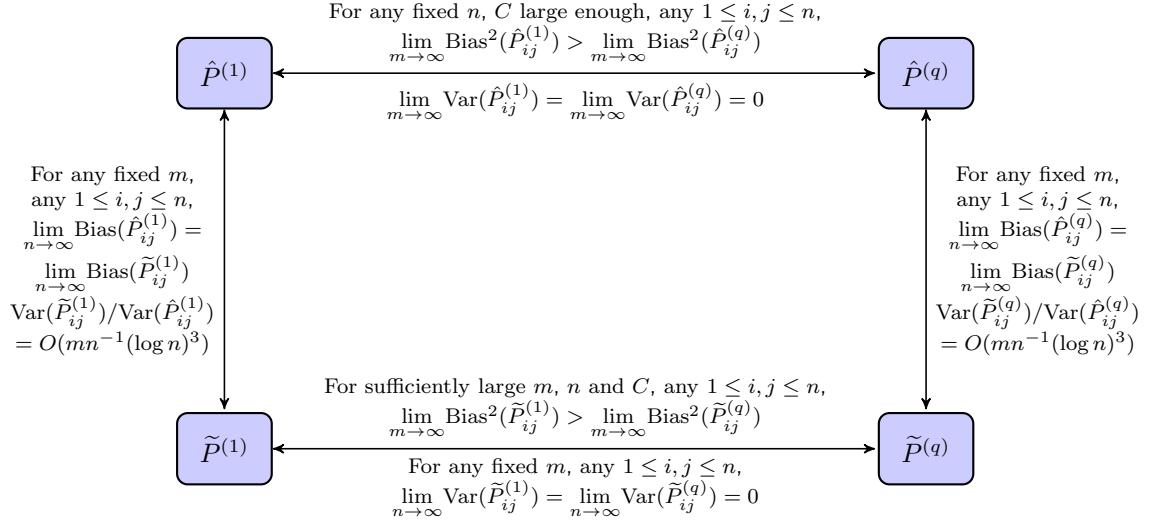 For any fixed n, C large enough, any 1 ≤ i, j ≤ n,
lim_{m→∞} Bias²(P̂_{ij}^{(1)}) > lim_{m→∞} Bias²(P̂_{ij}^{(q)})
P̂^{(1)}
P̂^{(q)}
lim_{m→∞} Var(P̂_{ij}^{(1)}) = lim_{m→∞} Var(P̂_{ij}^{(q)}) = 0
For any fixed m,
any 1 ≤ i, j ≤ n,
lim_{n→∞} Bias(P̂_{ij}^{(1)}) =
lim_{n→∞} Bias(P̃_{ij}^{(1)})
Var(P̃_{ij}^{(1)})/Var(P̂_{ij}^{(1)})
= O(mn^{-1}(log n)^3)
For any fixed m,
any 1 ≤ i, j ≤ n,
lim_{n→∞} Bias(P̂_{ij}^{(q)}) =
lim_{n→∞} Bias(P̃_{ij}^{(q)})
Var(P̃_{ij}^{(q)})/Var(P̂_{ij}^{(q)})
= O(mn^{-1}(log n)^3)
For sufficiently large m, n and C, any 1 ≤ i, j ≤ n,
lim_{m→∞} Bias²(P̃_{ij}^{(1)}) > lim_{m→∞} Bias²(P̃_{ij}^{(q)})
P̃^{(1)}
P̃^{(q)}
For any fixed m, any 1 ≤ i, j ≤ n,
lim_{n→∞} Var(P̃_{ij}^{(1)}) = lim_{n→∞} Var(P̃_{ij}^{(q)}) = 0